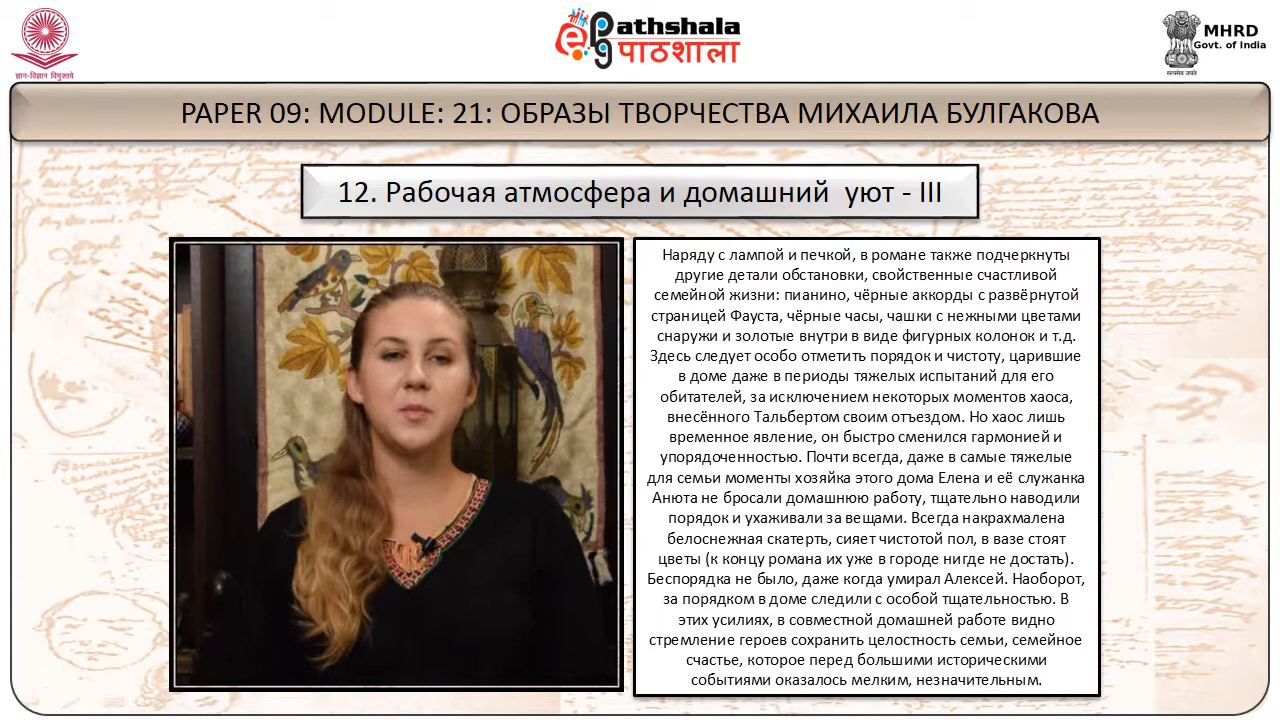 ज्ञान-विज्ञान विमुक्तये
ePathshala
पाठशाला
MHRD
Govt. of India
सत्यमेव जयते
PAPER 09: MODULE: 21: ОБРАЗЫ ТВОРЧЕСТВА МИХАИЛА БУЛГАКОВА
12. Рабочая атмосфера и домашний уют - III
Наряду с лампой и печкой, в романе также подчеркнуты
другие детали обстановки, свойственные счастливой
семейной жизни: пианино, чёрные аккорды с развёрнутой
страницей Фауста, чёрные часы, чашки с нежными цветами
снаружи и золотые внутри в виде фигурных колонок и т.д.
Здесь следует особо отметить порядок и чистоту, царившие
в доме даже в периоды тяжелых испытаний для его
обитателей, за исключением некоторых моментов хаоса,
внесённого Тальбертом своим отъездом. Но хаос лишь
временное явление, он быстро сменился гармонией и
упорядоченностью. Почти всегда, даже в самые тяжелые
для семьи моменты хозяйка этого дома Елена и её служанка
Анюта не бросали домашнюю работу, тщательно наводили
порядок и ухаживали за вещами. Всегда накрахмалена
белоснежная скатерть, сияет чистотой пол, в вазе стоят
цветы (к концу романа их уже в городе нигде не достать).
Беспорядка не было, даже когда умирал Алексей. Наоборот,
за порядком в доме следили с особой тщательностью. В
этих усилиях, в совместной домашней работе видно
стремление героев сохранить целостность семьи, семейное
счастье, которое перед большими историческими
событиями оказалось мелким, незначительным.